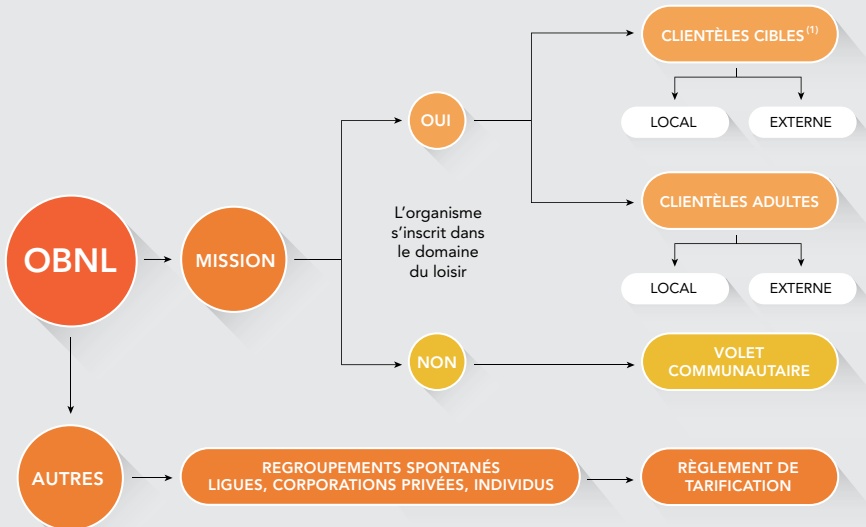 OBNL
MISSION
L'organisme
s'inscrit dans
le domaine
du loisir
OUI
CLIENTÈLES CIBLES (1)
LOCAL
EXTERNE
CLIENTÈLES ADULTES
LOCAL
EXTERNE
NON
VOLET
COMMUNAUTAIRE
AUTRES
REGROUPEMENTS SPONTANÉS
LIGUES, CORPORATIONS PRIVÉES, INDIVIDUS
RÈGLEMENT DE
TARIFICATION